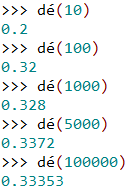 >>> dé(10)
0.2
>>> dé(100)
0.32
>>> dé(1000)
0.328
>>> dé(5000)
0.3372
>>> dé(100000)
0.33353